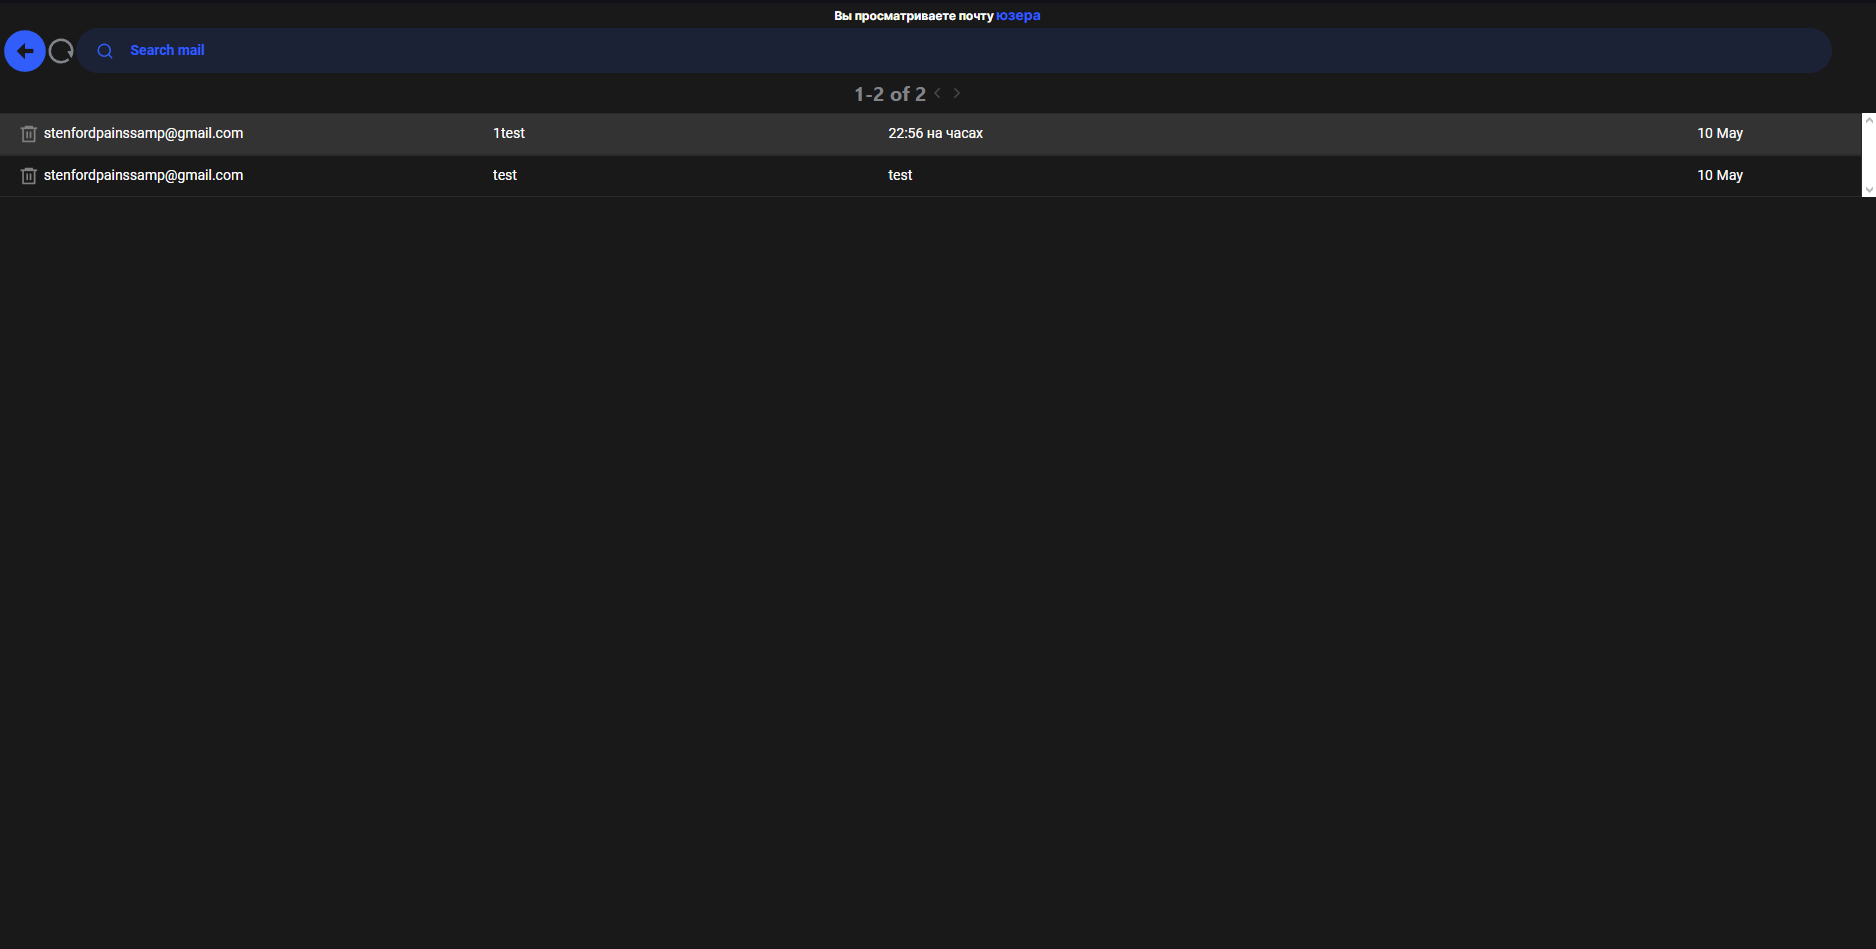 Вы просматриваете почту юзера
Search mail
1-2 of 2
stenfordpainssamp@gmail.com 1test 22:56 на часах 10 May
stenfordpainssamp@gmail.com test test 10 May